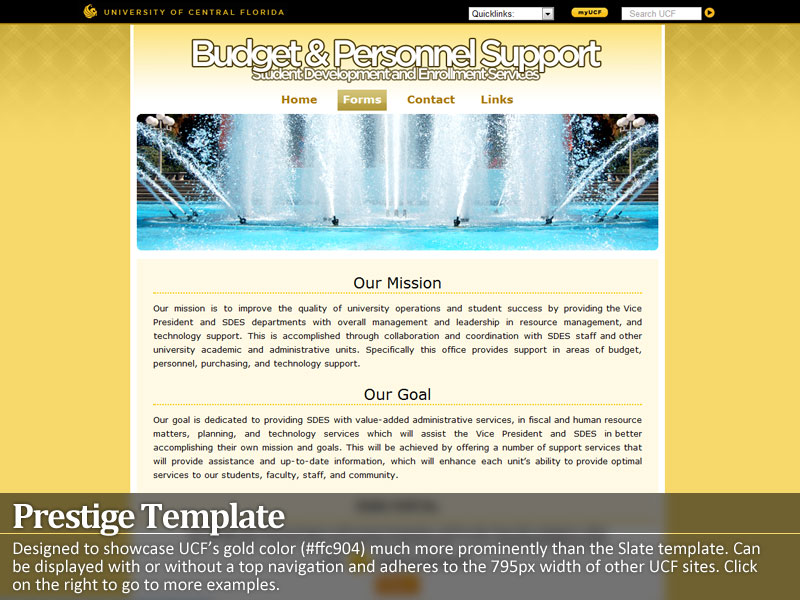 UNIVERSITY OF CENTRAL FLORIDA
Quicklinks:
myUCF
Search UCF
Budget & Personnel Support
Student Development and Enrollment Services
Home Forms Contact Links
Our Mission
Our mission is to improve the quality of university operations and student success by providing the Vice
President and SDES departments with overall management and leadership in resource management, and
technology support. This is accomplished through collaboration and coordination with SDES staff and other
university academic and administrative units. Specifically this office provides support in areas of budget,
personnel, purchasing, and technology support.
Our Goal
Our goal is dedicated to providing SDES with value-added administrative services, in fiscal and human resource
matters, planning, and technology services which will assist the Vice President and SDES in better
accomplishing their own mission and goals. This will be achieved by offering a number of support services that
will provide assistance and up-to-date information, which will enhance each unit's ability to provide optimal
services to our students, faculty, staff, and community.
Prestige Template
Designed to showcase UCF's gold color (#ffc904) much more prominently than the Slate template. Can
be displayed with or without a top navigation and adheres to the 795px width of other UCF sites. Click
on the right to go to more examples.